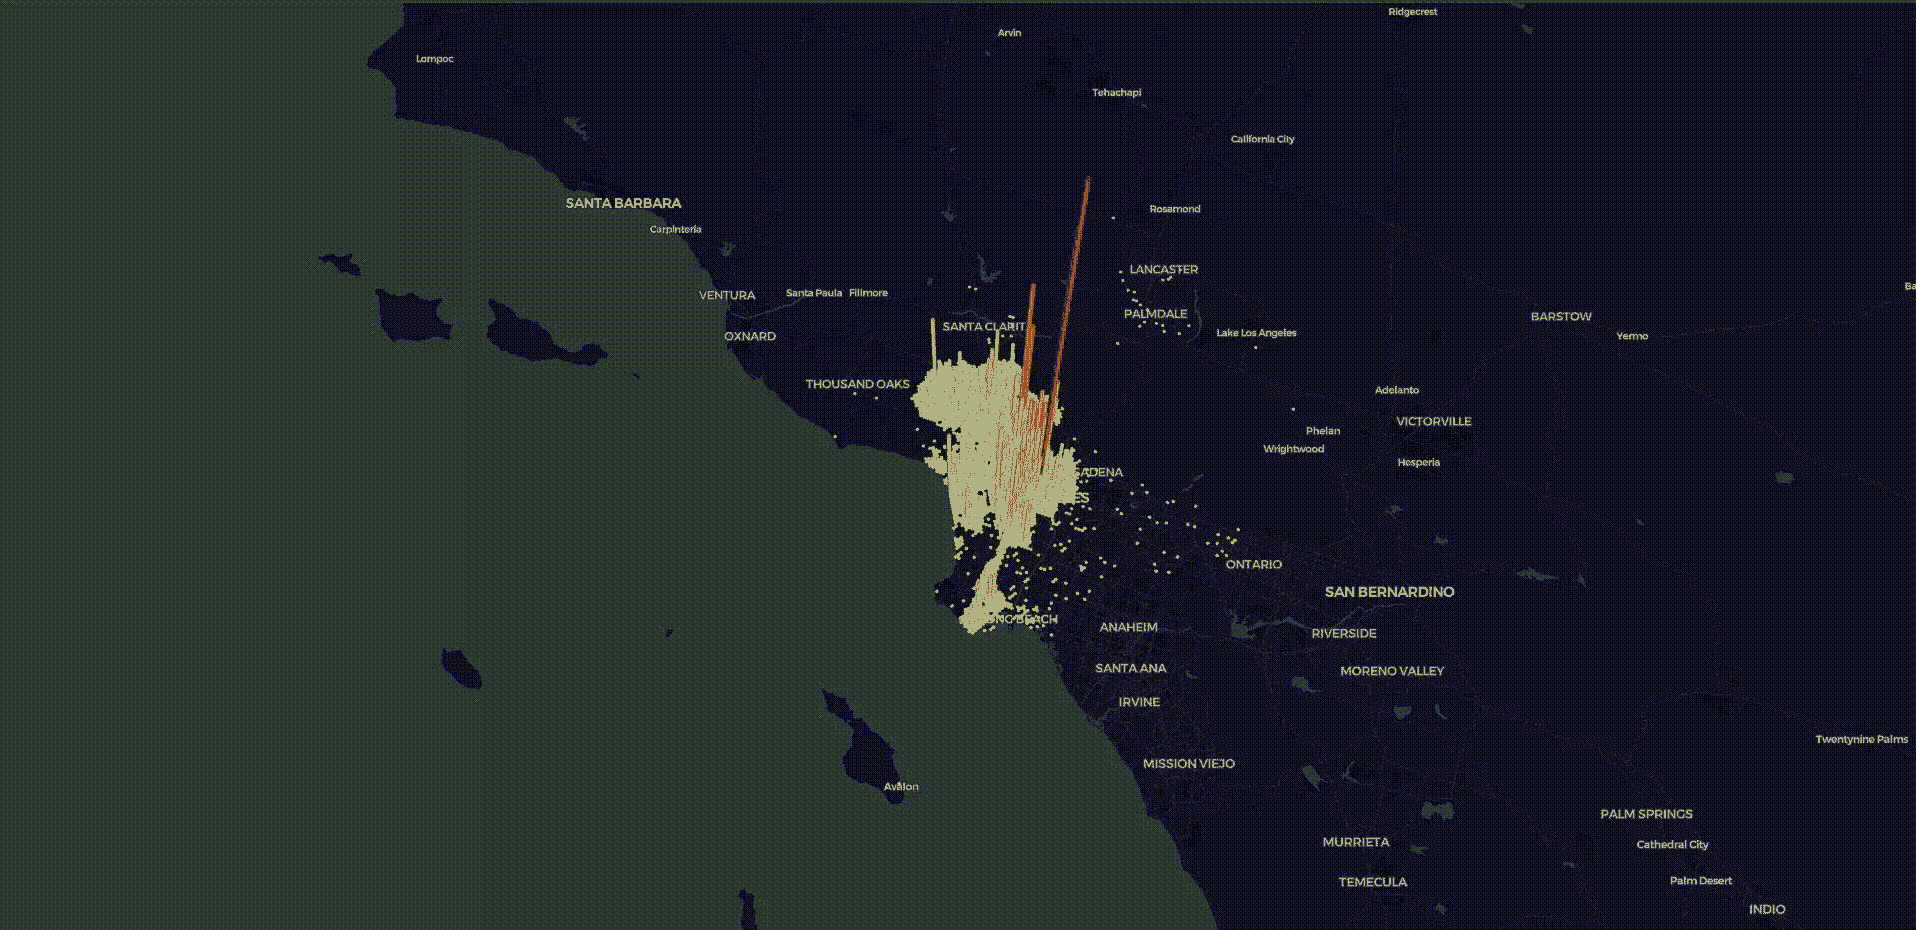 Ridgecrest
Arvin
Lompoc
Tehachapi
California City
SANTA BARBARA
Rosamond
Carpinteria
LANCASTER
Ba
VENTURA
Santa Paula
Fillmore
PALMDALE
BARSTOW
SANTA CLARIT
Lake Los Angeles
Yermo
OXNARD
THOUSAND OAKS
Adelanto
VICTORVILLE
Phelan
Wrightwood
Hesperia
SADENA
ES
ONTARIO
SAN BERNARDINO
ONG BEACH
ANAHEIM
RIVERSIDE
SANTA ANA
MORENO VALLEY
IRVINE
Twentynine Palms
MISSION VIEJO
Avalon
PALM SPRINGS
MURRIETA
Cathedral City
TEMECULA
Palm Desert
INDIO